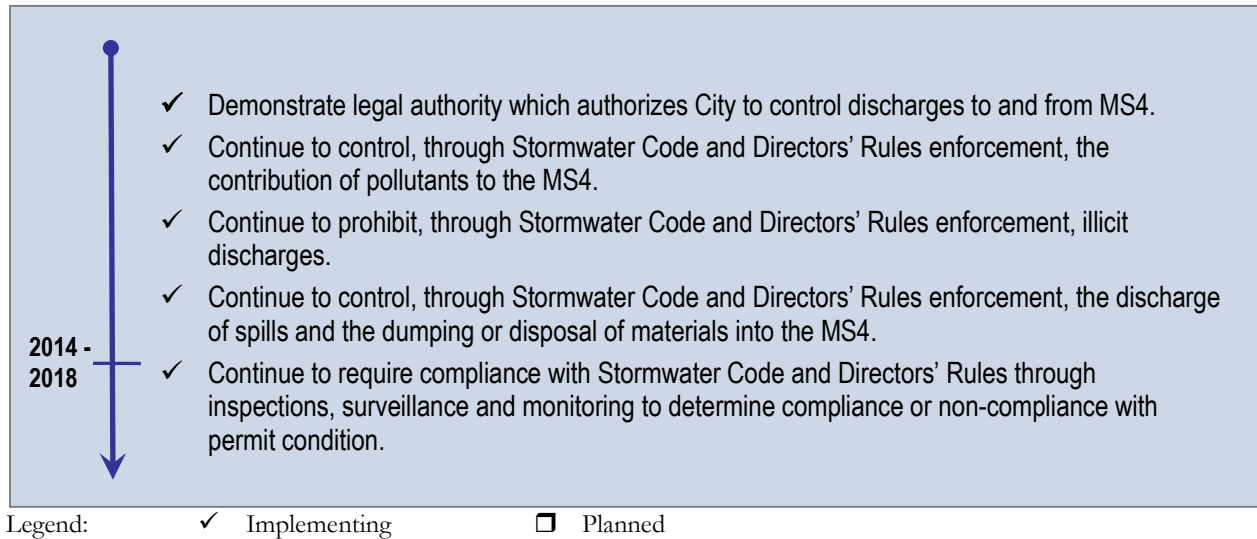 ✓ Demonstrate legal authority which authorizes City to control discharges to and from MS4.
✓ Continue to control, through Stormwater Code and Directors’ Rules enforcement, the
contribution of pollutants to the MS4.
✓ Continue to prohibit, through Stormwater Code and Directors’ Rules enforcement, illicit
discharges.
✓ Continue to control, through Stormwater Code and Directors’ Rules enforcement, the discharge
of spills and the dumping or disposal of materials into the MS4.
2014 -
2018
✓ Continue to require compliance with Stormwater Code and Directors’ Rules through
inspections, surveillance and monitoring to determine compliance or non-compliance with
permit condition.
Legend: ✓ Implementing ❒ Planned